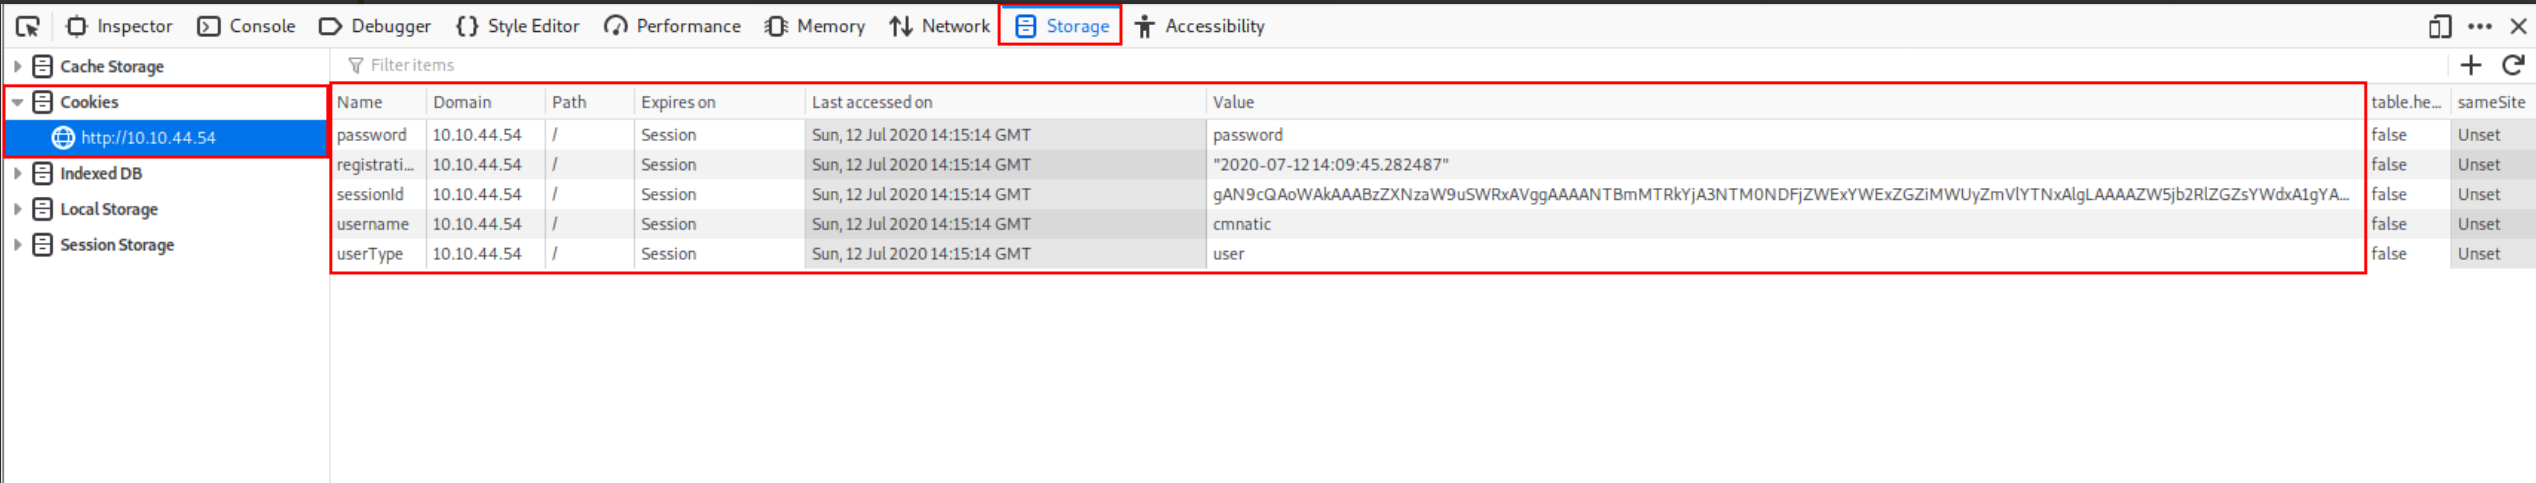 Inspector Console Debugger Style Editor Performance Memory Network Storage Accessibility
Cache Storage
Filter items
Cookies
http://10.10.44.54
Indexed DB
Local Storage
Session Storage
Name Domain Path Expires on Last accessed on Value table.he... sameSite
password 10.10.44.54 / Session Sun, 12 Jul 2020 14:15:14 GMT password false Unset
registrati... 10.10.44.54 / Session Sun, 12 Jul 2020 14:15:14 GMT "2020-07-12 14:09:45.282487" false Unset
sessionId 10.10.44.54 / Session Sun, 12 Jul 2020 14:15:14 GMT gAN9cQAoWAkAAABzZXNzaW9uSWRxAVggAAAANTBmMTRkYjA3NTM0NDFjZWExYWExZGZiMWUyZmVlYTNxAlgLAAAAZW5jb2RlZGZsYWdxA1gYA... false Unset
username 10.10.44.54 / Session Sun, 12 Jul 2020 14:15:14 GMT cmnatic false Unset
userType 10.10.44.54 / Session Sun, 12 Jul 2020 14:15:14 GMT user false Unset